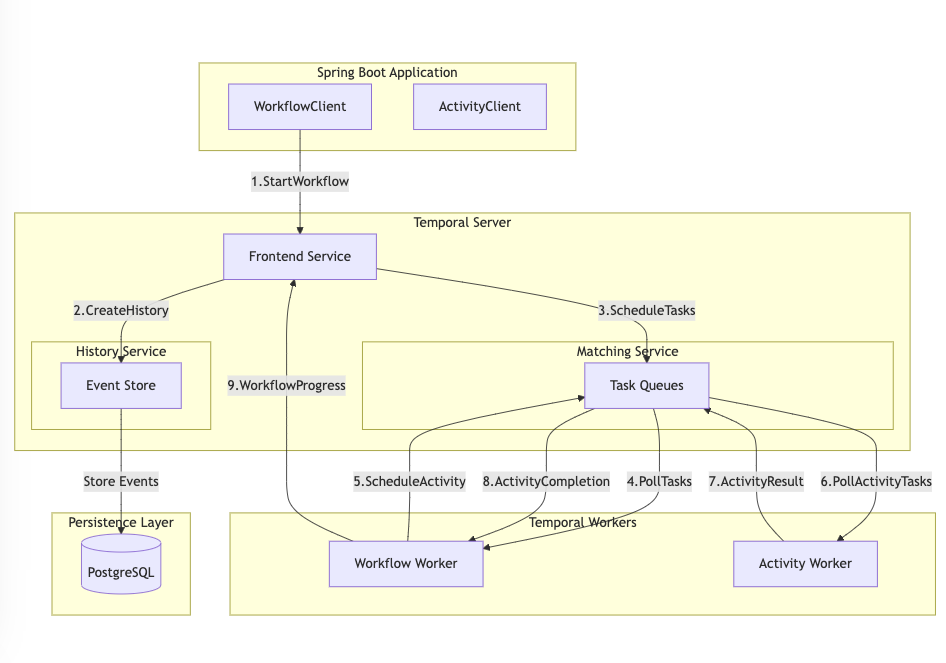 Spring Boot Application
WorkflowClient
ActivityClient
1.StartWorkflow
Temporal Server
Frontend Service
2.CreateHistory
3.ScheduleTasks
History Service
Matching Service
Event Store
9.WorkflowProgress
Task Queues
Store Events
5.ScheduleActivity
8.ActivityCompletion
4.PollTasks
7.ActivityResult
6.PollActivityTasks
Persistence Layer
Temporal Workers
PostgreSQL
Workflow Worker
Activity Worker